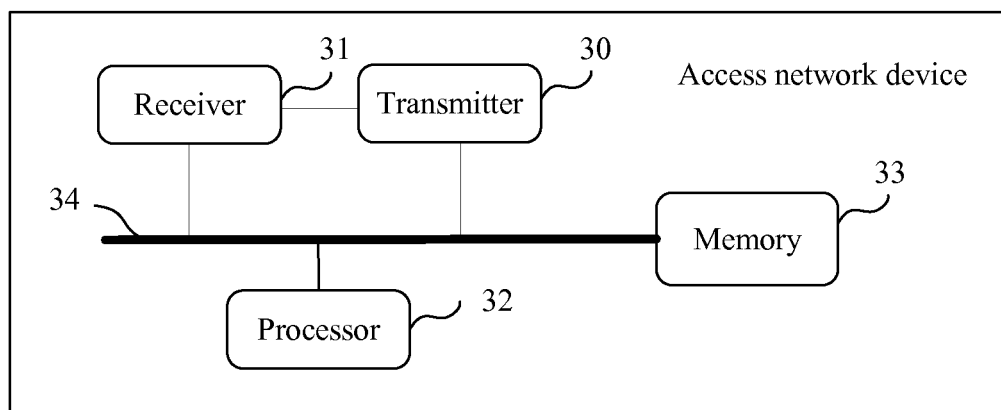 31
30
Receiver
Transmitter
Access network device
34
33
Memory
Processor
32